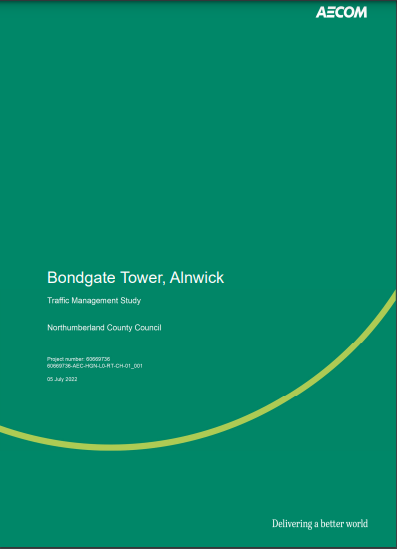 AECOM
Bondgate Tower, Alnwick
Traffic Management Study
Northumberland County Council
Project number: 60669736
60669736-AEC-HGN-L0-RT-CH-01_001
05 July 2022
Delivering a better world